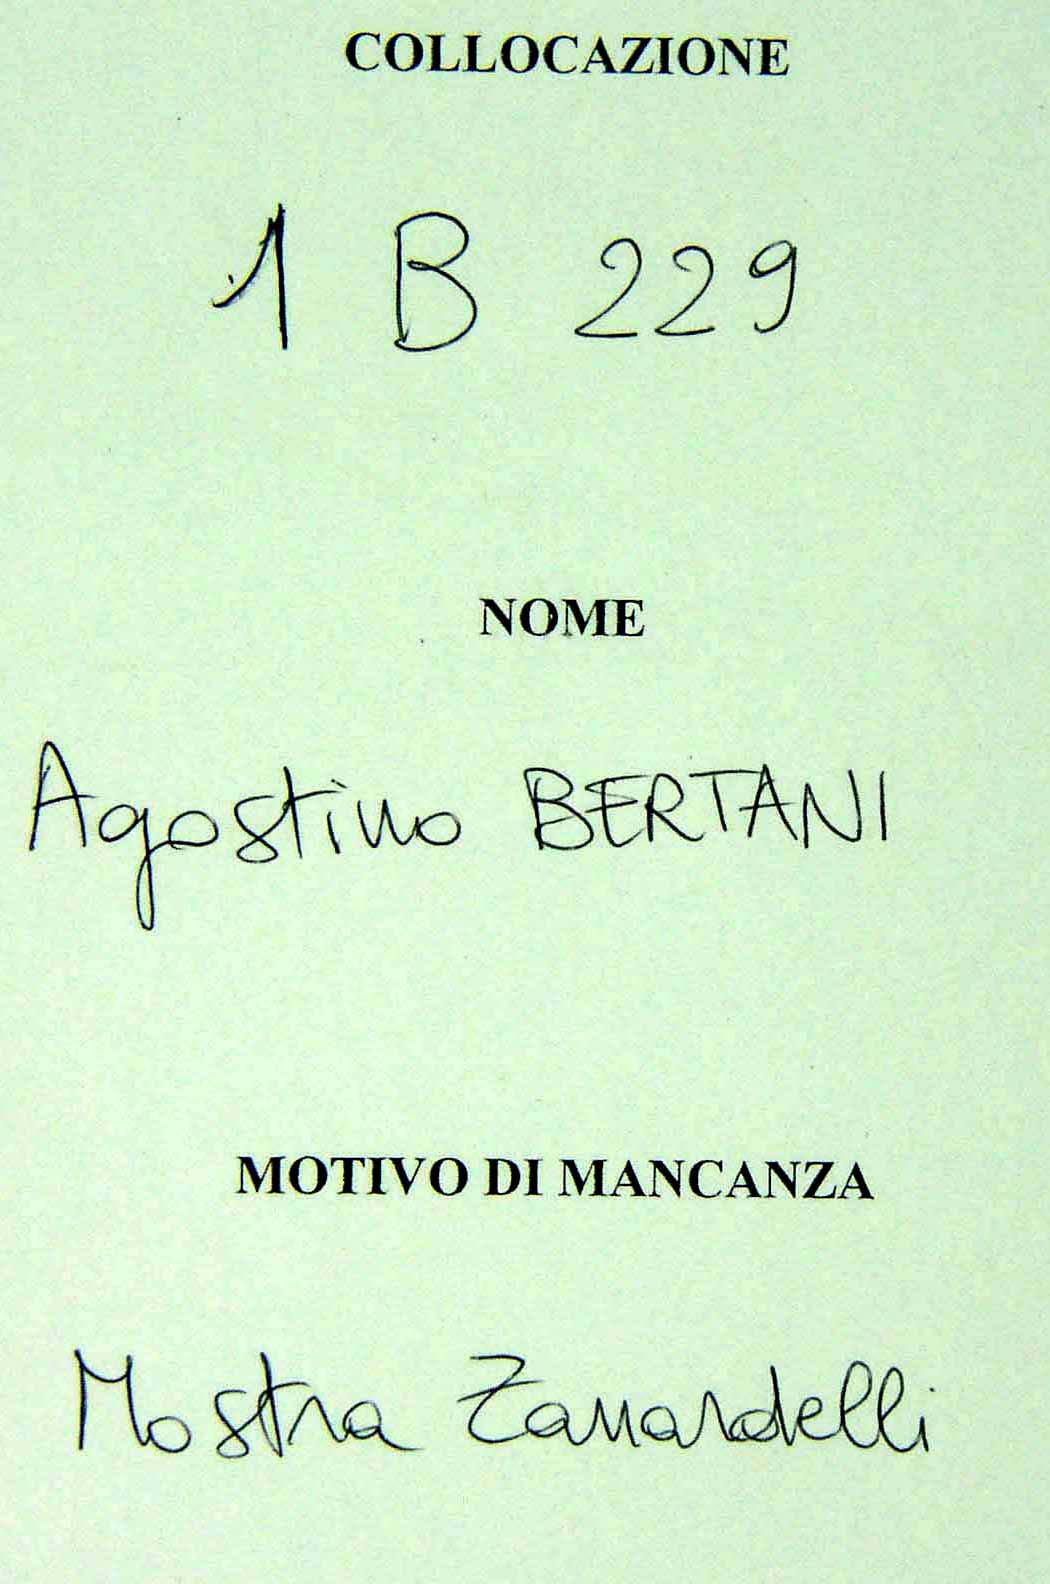 COLLOCAZIONE
1 B 229
NOME
Agostino BERTANI
MOTIVO DI MANCANZA
Mostra Zanardelli